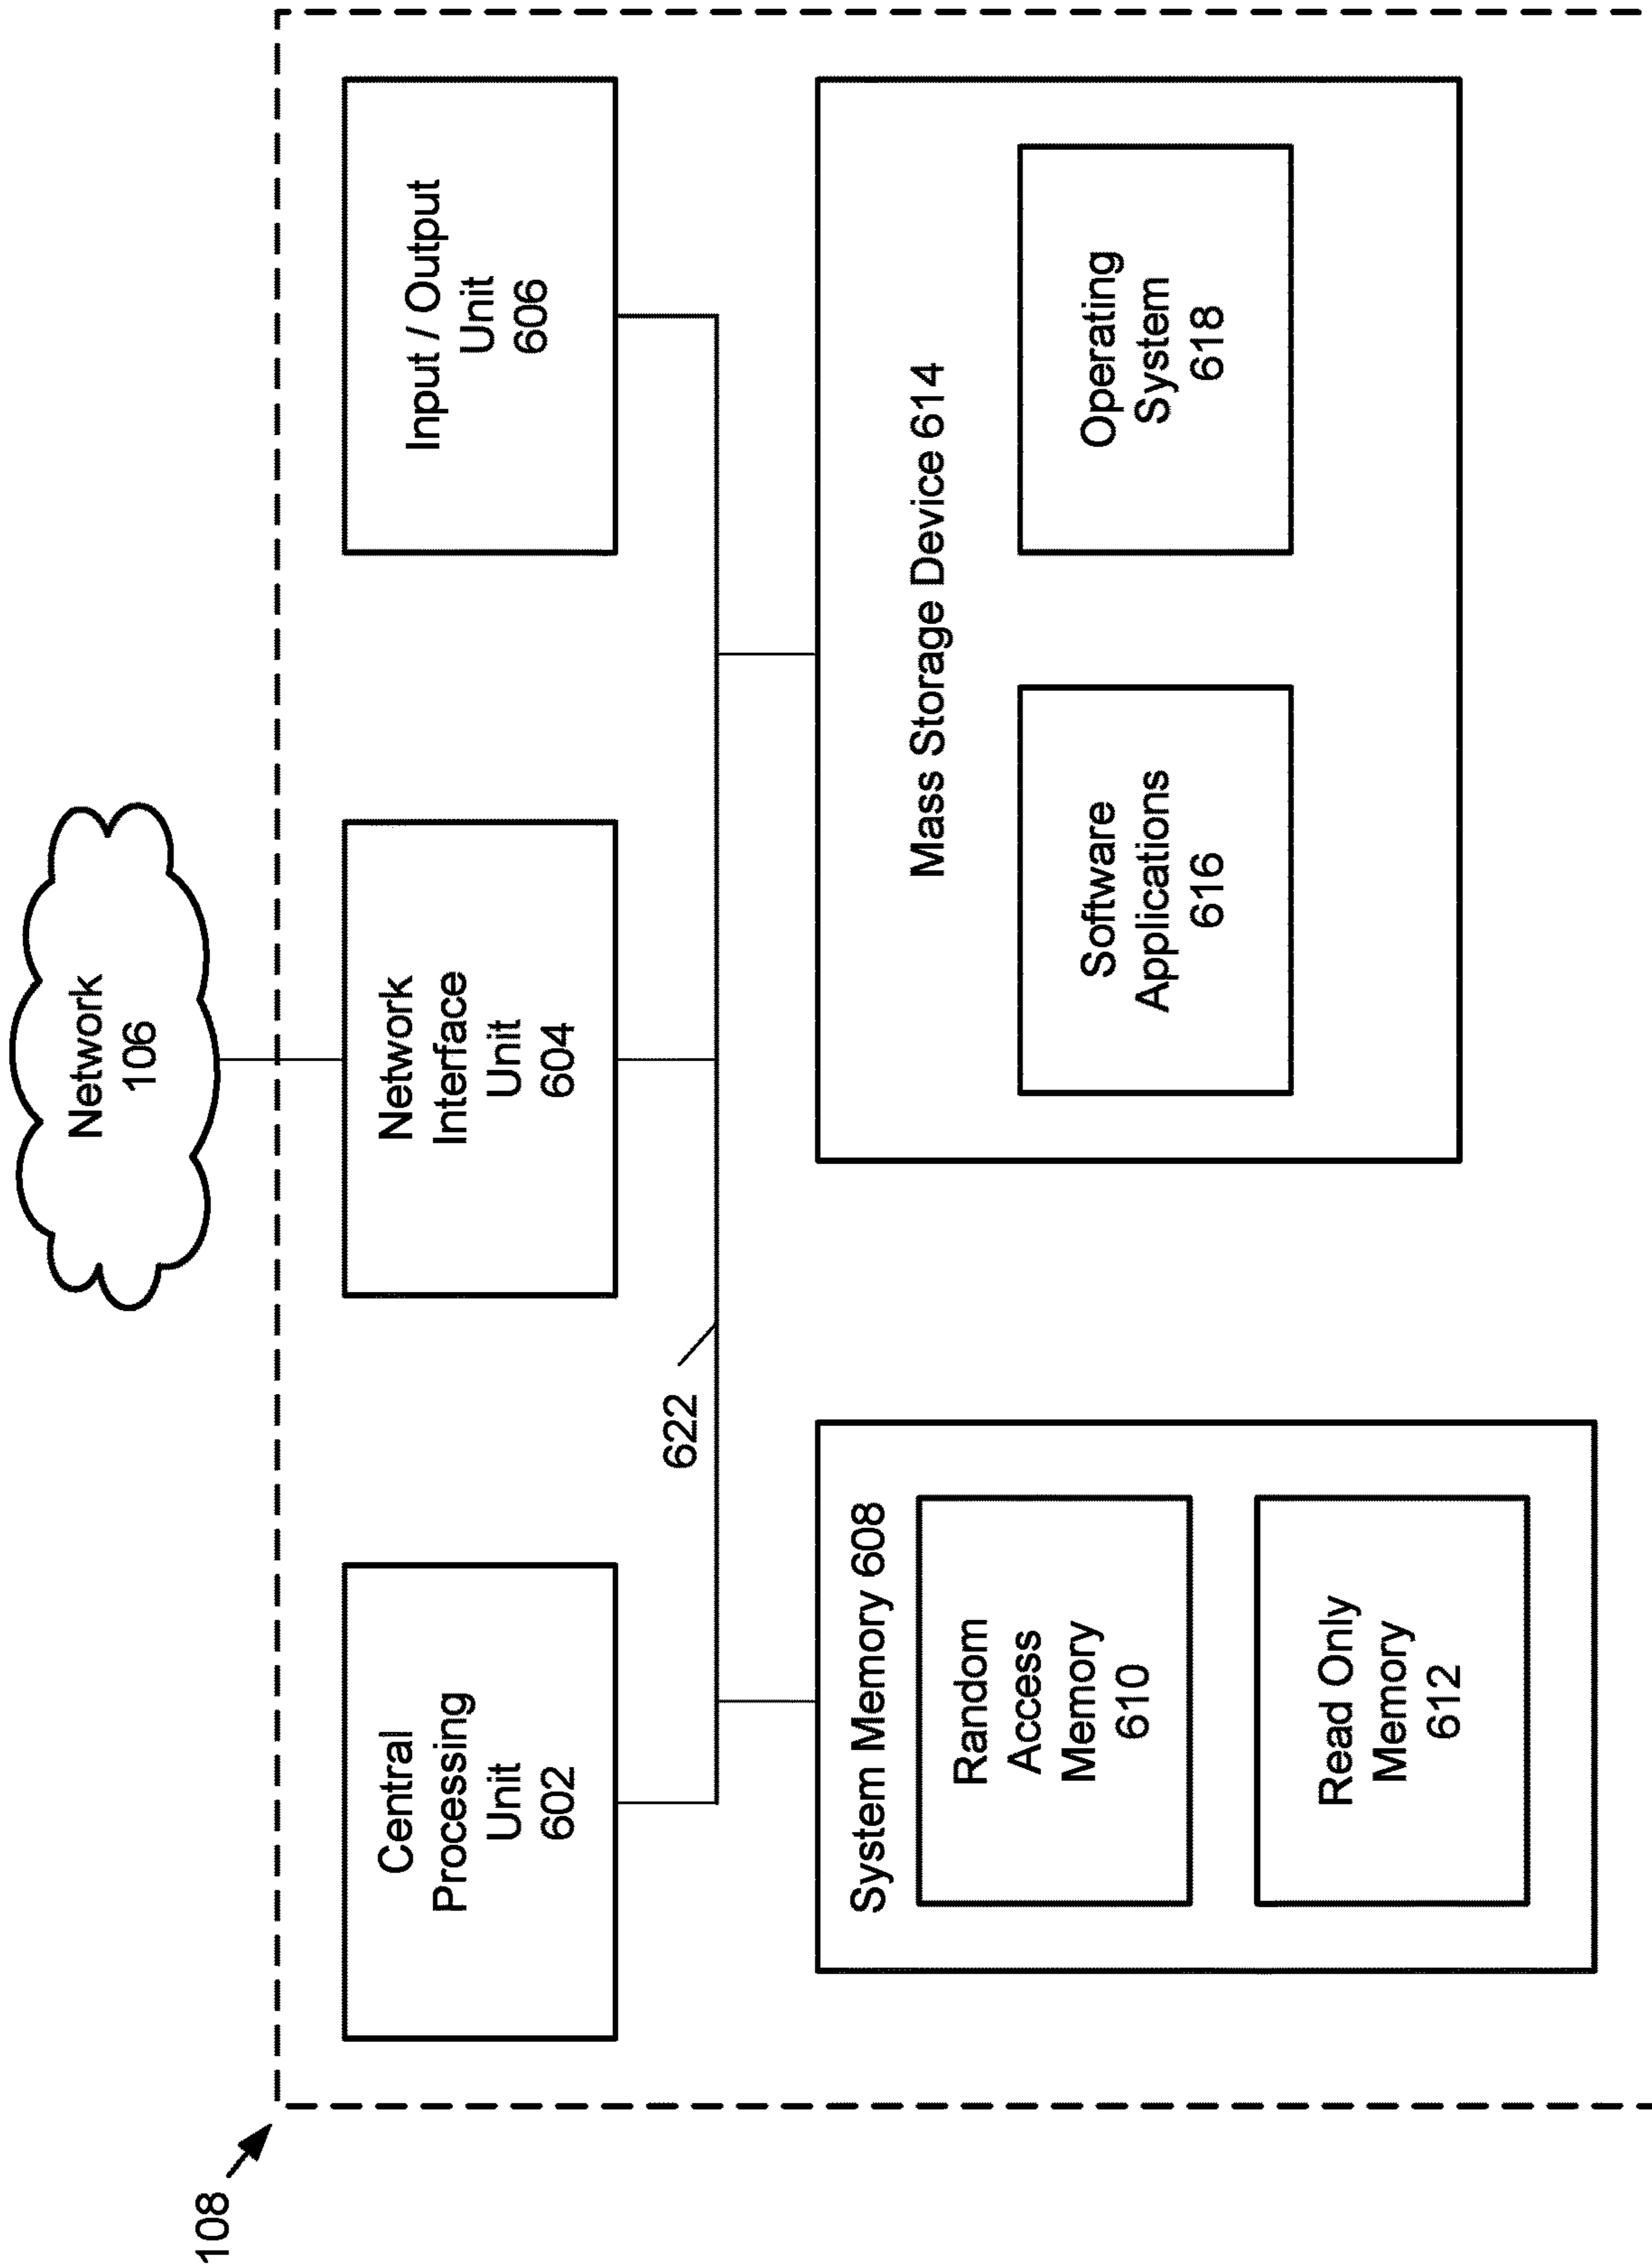 108
Network
106
Central
Processing
Unit
602
Network
Interface
Unit
604
Input / Output
Unit
606
622
System Memory 608
Random
Access
Memory
610
Read Only
Memory
612
Mass Storage Device 614
Software
Applications
616
Operating
System
618